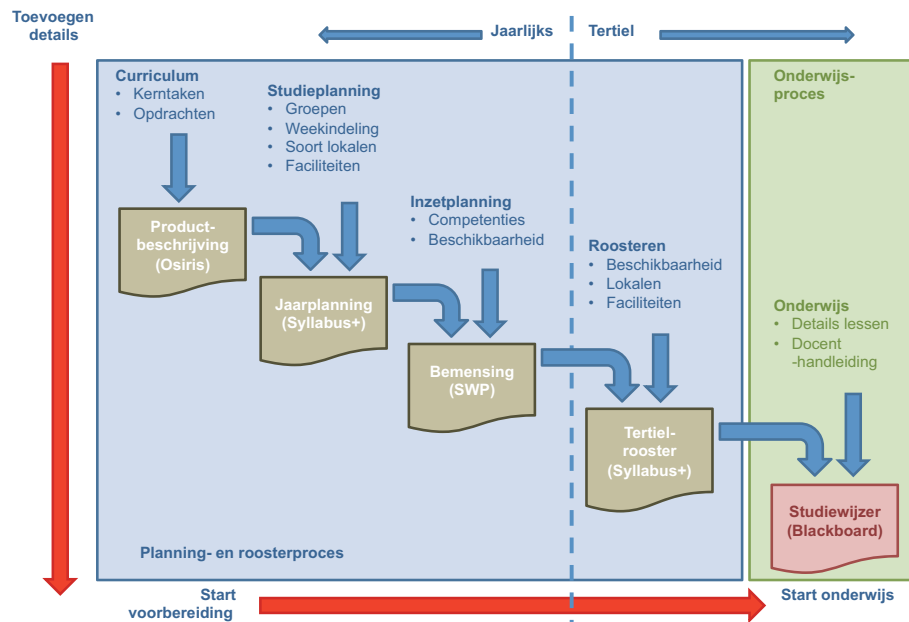 Toevoegen
details
Jaarlijks
Tertiel
Curriculum
• Kerntaken
• Opdrachten
Studieplanning
• Groepen
• Weekindeling
• Soort lokalen
• Faciliteiten
Onderwijs-
proces
Inzetplanning
• Competenties
• Beschikbaarheid
Product-
beschrijving
(Osiris)
Roosteren
• Beschikbaarheid
• Lokalen
• Faciliteiten
Jaarplanning
(Syllabus+)
Onderwijs
• Details lessen
• Docent
-handleiding
Bemensing
(SWP)
Tertiel-
rooster
(Syllabus+)
Studiewijzer
(Blackboard)
Planning- en roosterproces
Start
voorbereiding
Start onderwijs